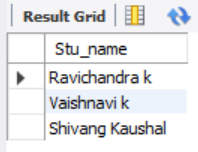 Result Grid
Stu_name
Ravichandra k
Vaishnavi k
Shivang Kaushal